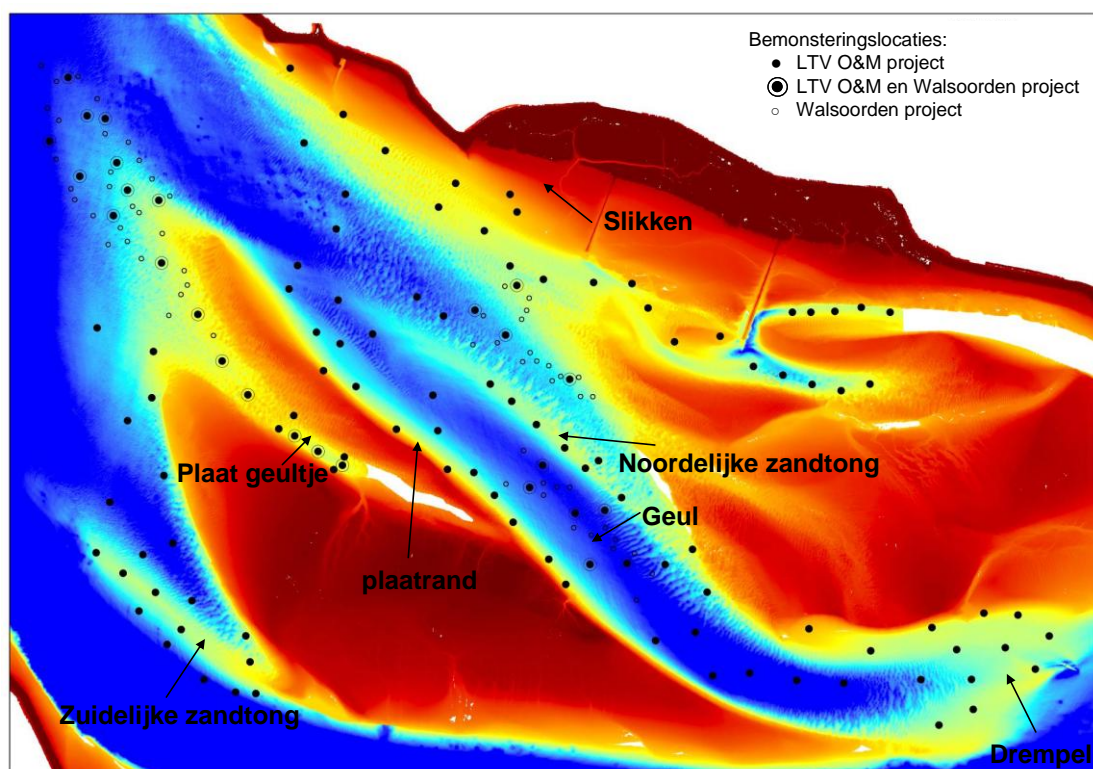 Bemonsteringslocaties:
LTV O&M project
LTV O&M en Walsoorden project
Walsoorden project
Slikken
Noordelijke zandtong
Plaat geultje
Geul
plaatrand
Zuidelijke zandtong
Drempel